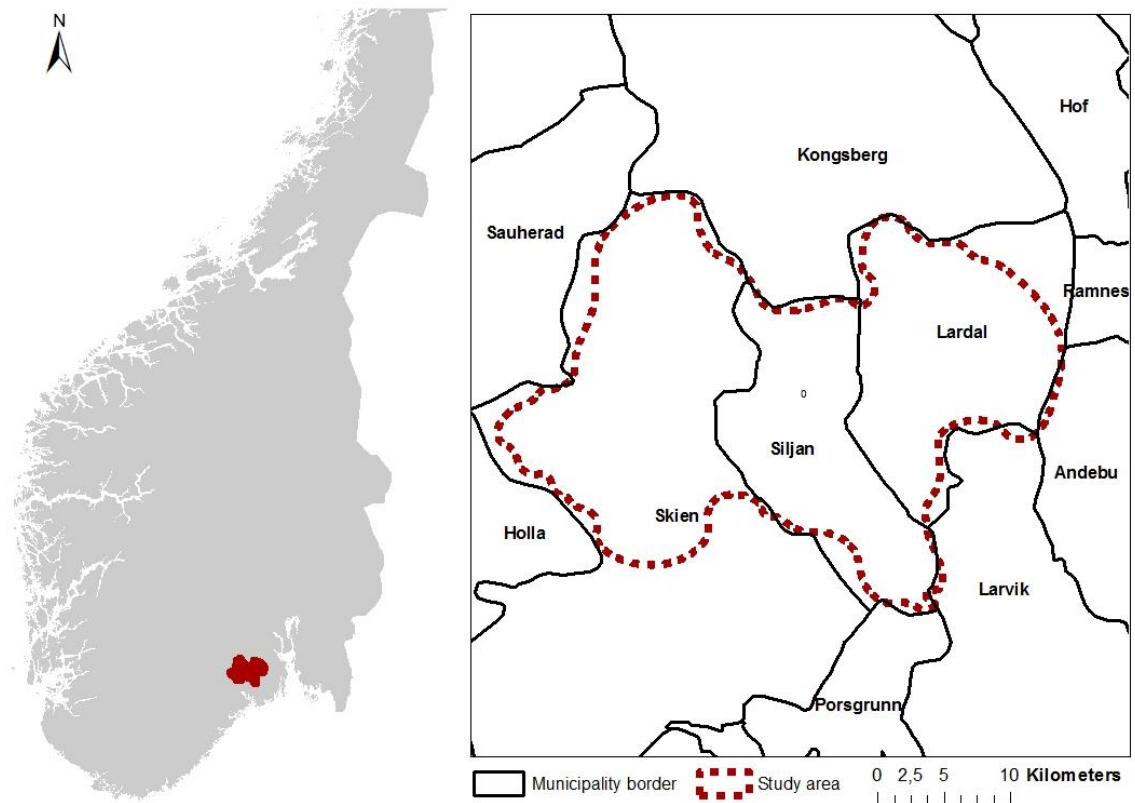 N
Hof
Kongsberg
Sauherad
Ramnes
Lardal
0
Siljan
Andebu
Skien
Holla
Larvik
Porsgrunn
Municipality border
Study area
0 2,5 5 10 Kilometers